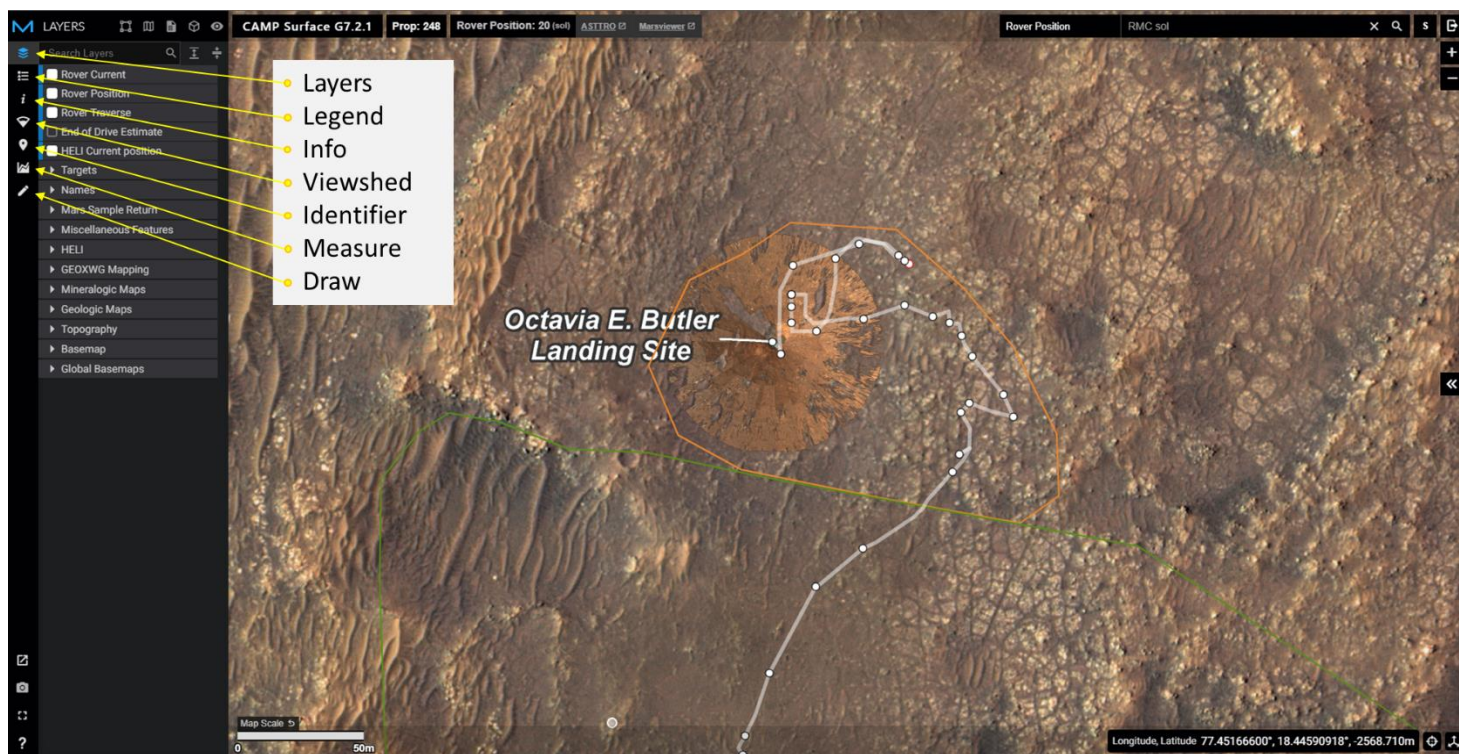 LAYERS
CAMP Surface G7.2.1
Prop: 248
Rover Position: 20 (sol) ASTTRO Marsviewer
Rover Position
RMC sol
S
Search Layers
Rover Current
Rover Position
Rover Traverse
End of Drive Estimate
HELI Current position
Targets
Names
Mars Sample Return
Miscellaneous Features
HELI
GEOXWG Mapping
Mineralogic Maps
Geologic Maps
Topography
Basemap
Global Basemaps
Layers
Legend
Info
Viewshed
Identifier
Measure
Draw
Octavia E. Butler
Landing Site
Map Scale
0 50m
Longitude, Latitude 77.45166600°, 18.44590918°, -2568.710m